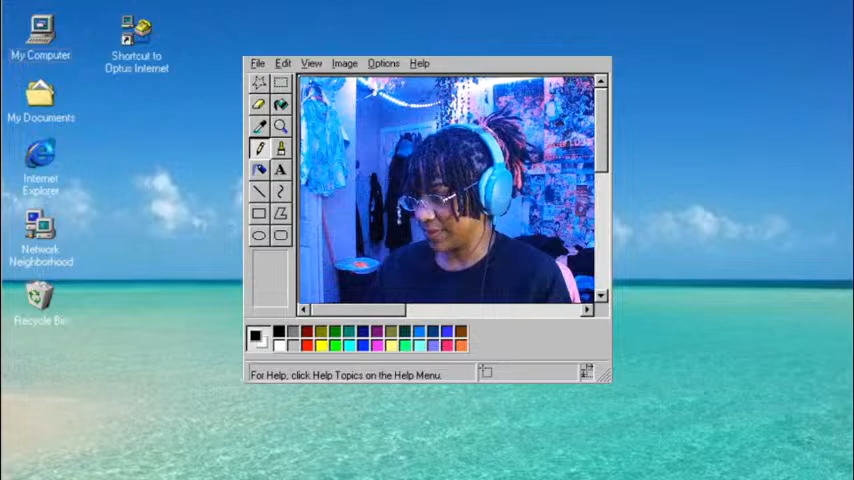 My Computer
Shortcut to
Optus Internet
My Documents
Internet
Explorer
Network
Neighborhood
Recycle Bin
File Edit View Image Options Help
A
For Help, click Help Topics on the Help Menu.